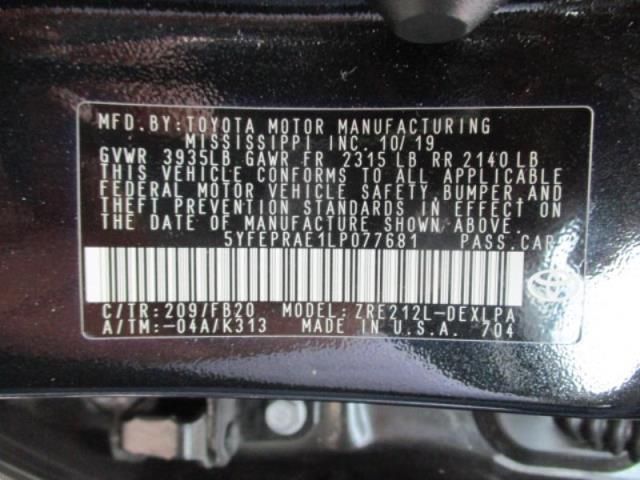 MFD. BY: TOYOTA MOTOR MANUFACTURING
MISSISSIPPI INC. 10/19
GVWR 3935LB GAWR FR 2315 LB RR 2140 LB
THIS VEHICLE CONFORMS TO ALL APPLICABLE
FEDERAL MOTOR VEHICLE SAFETY, BUMPER, AND
THEFT PREVENTION STANDARDS IN EFFECT ON
THE DATE OF MANUFACTURE SHOWN ABOVE.
5YFEPRAE1LP077681 PASS. CAR
C/TR: 209/FB20 MODEL: ZRE212L-DEXLPA
A/TM: -04A/K313 MADE IN U.S.A. 704